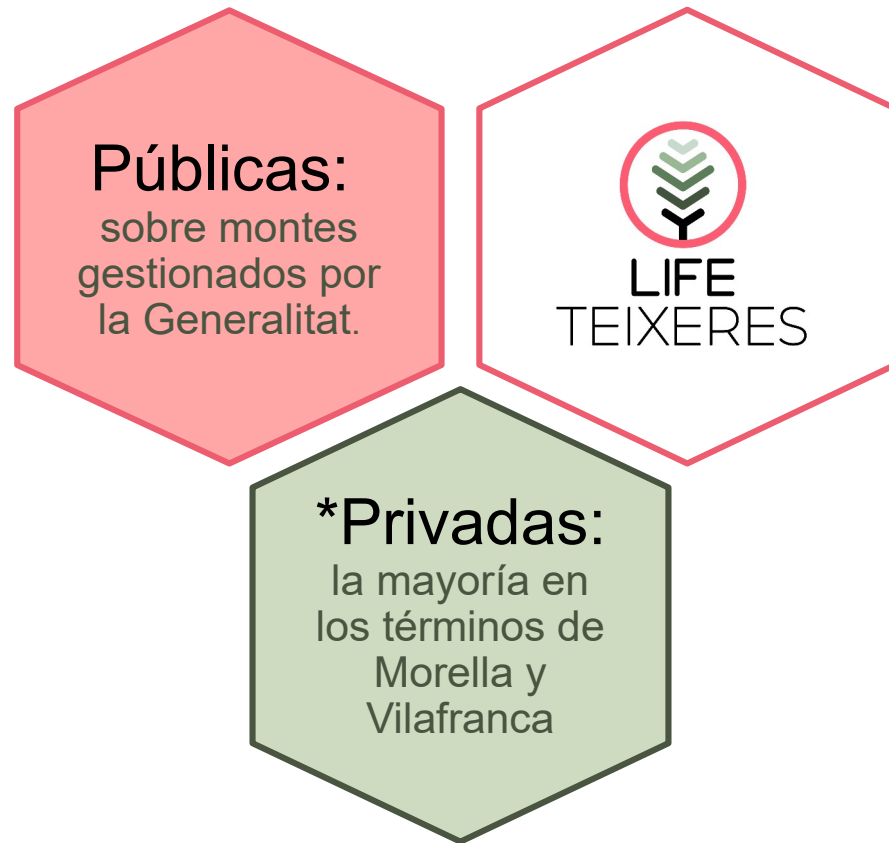 Públicas:
sobre montes
gestionados por
la Generalitat.
LIFE
TEIXERES
*Privadas:
la mayoría en
los términos de
Morella y
Vilafranca